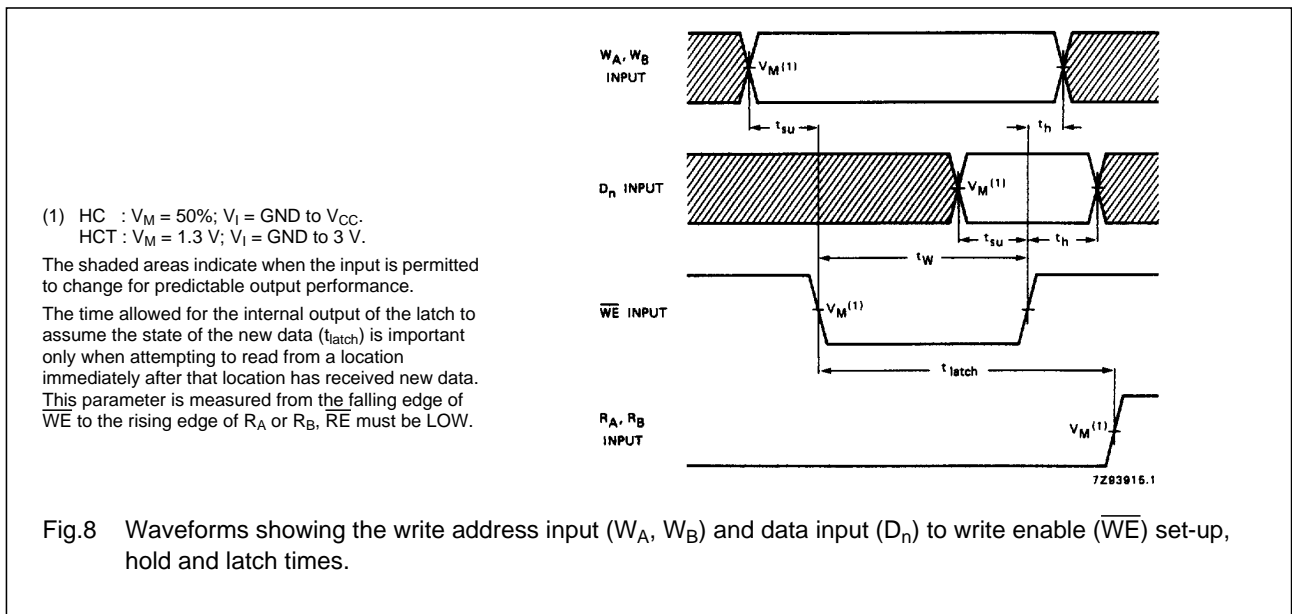 (1) HC : VM = 50%; VI = GND to VCC.
HCT : VM = 1.3 V; VI = GND to 3 V.
The shaded areas indicate when the input is permitted
to change for predictable output performance.
The time allowed for the internal output of the latch to
assume the state of the new data (tlatch) is important
only when attempting to read from a location
immediately after that location has received new data.
This parameter is measured from the falling edge of
WE to the rising edge of RA or RB, RE must be LOW.
WA, WB
INPUT
VM(1)
tsu
th
Dn INPUT
VM(1)
tsu
th
tW
WE INPUT
VM(1)
tlatch
RA, RB
INPUT
VM(1)
7Z93915.1
Fig.8 Waveforms showing the write address input (WA, WB) and data input (Dn) to write enable (WE) set-up,
hold and latch times.